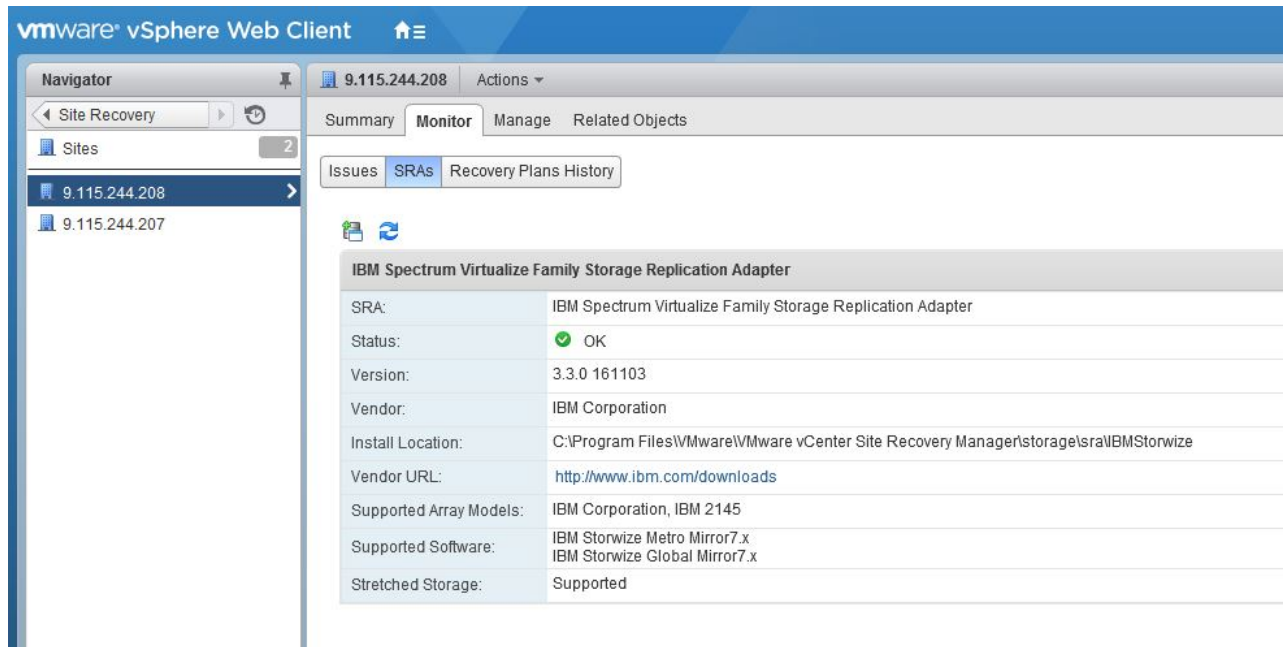 vmware® vSphere Web Client
Navigator
Site Recovery
Sites 2
9.115.244.208
9.115.244.207
9.115.244.208 Actions
Summary Monitor Manage Related Objects
Issues SRAs Recovery Plans History
IBM Spectrum Virtualize Family Storage Replication Adapter
SRA: IBM Spectrum Virtualize Family Storage Replication Adapter
Status: OK
Version: 3.3.0 161103
Vendor: IBM Corporation
Install Location: C:\Program Files\VMware\VMware vCenter Site Recovery Manager\storage\sra\IBMStorwize
Vendor URL: http://www.ibm.com/downloads
Supported Array Models: IBM Corporation, IBM 2145
Supported Software: IBM Storwize Metro Mirror7.x
IBM Storwize Global Mirror7.x
Stretched Storage: Supported